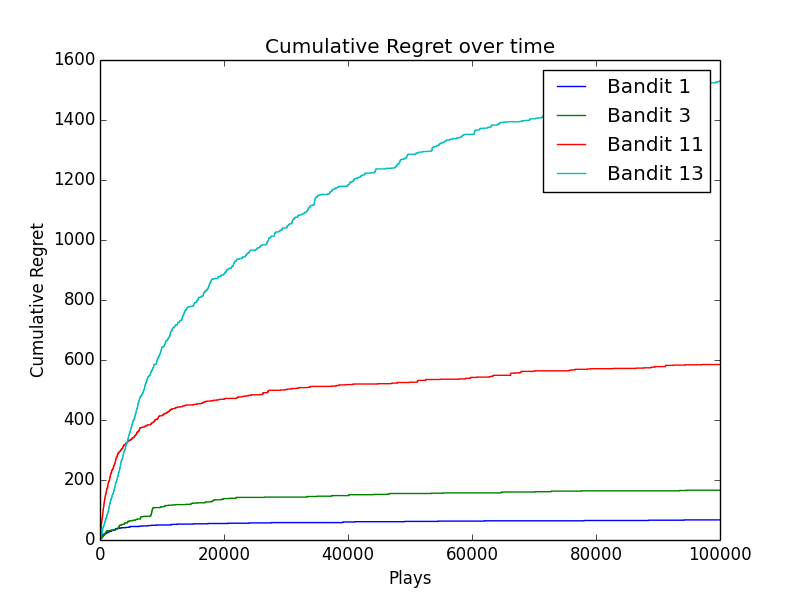 Cumulative Regret over time
1600
1400
1200
1000
800
600
400
200
0
Cumulative Regret
0 20000 40000 60000 80000 100000
Plays
Bandit 1
Bandit 3
Bandit 11
Bandit 13